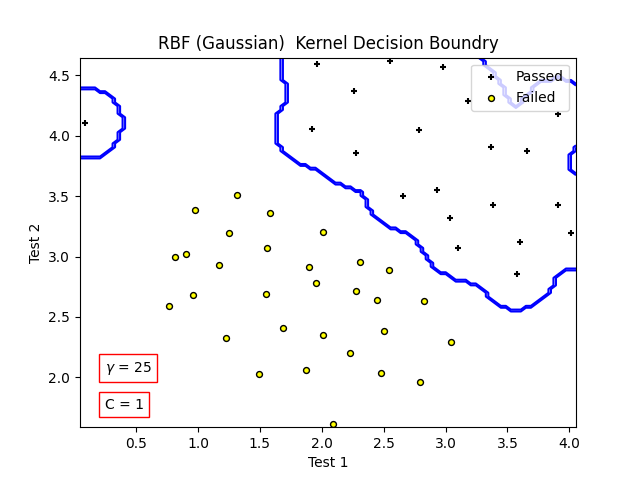 RBF (Gaussian)  Kernel Decision Boundry
Passed
Failed
Test 2
4.5
4.0
3.5
3.0
2.5
2.0
γ = 25
C = 1
0.5 1.0 1.5 2.0 2.5 3.0 3.5 4.0
Test 1